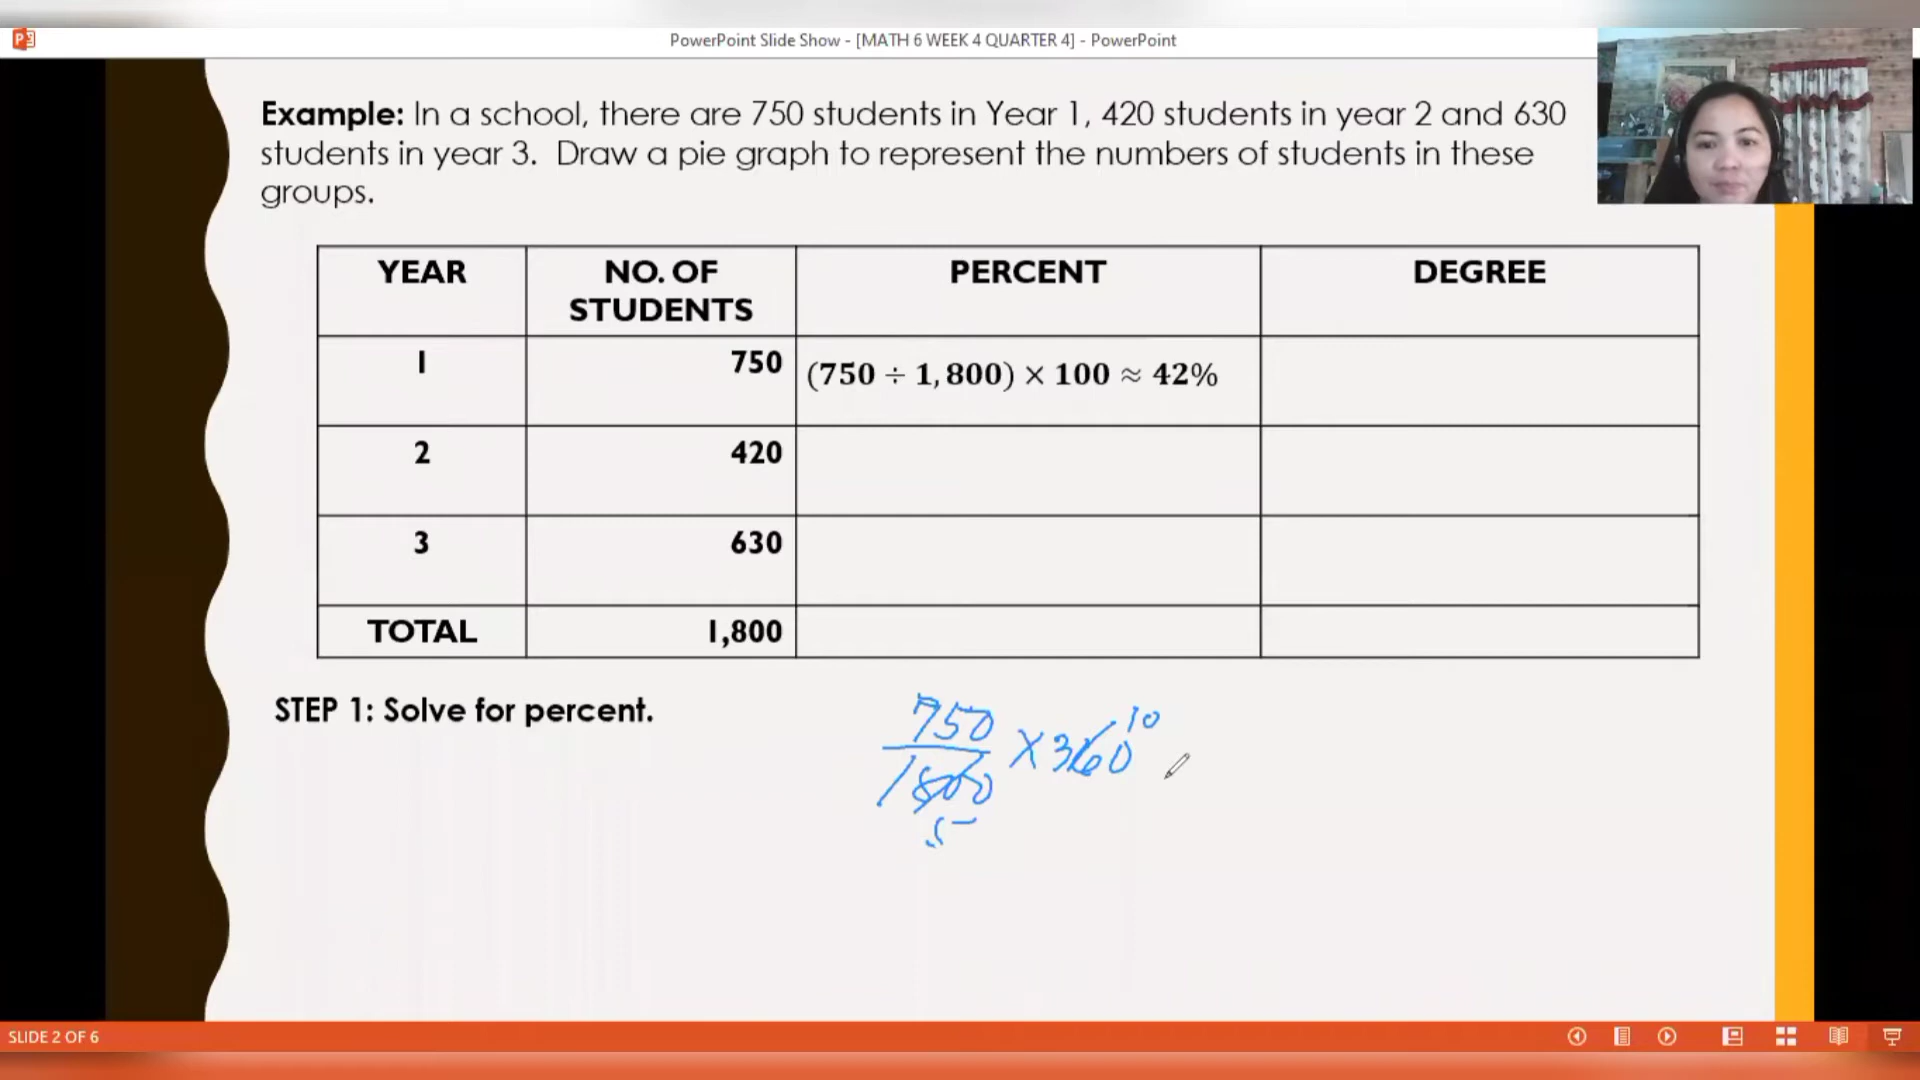 PowerPoint Slide Show - [MATH 6 WEEK 4 QUARTER 4] - PowerPoint
Example: In a school, there are 750 students in Year 1, 420 students in year 2 and 630
students in year 3. Draw a pie graph to represent the numbers of students in these
groups.
YEAR NO. OF STUDENTS PERCENT DEGREE
1 750 (750 ÷ 1,800) × 100 ≈ 42%
2 420
3 630
TOTAL 1,800
STEP 1: Solve for percent.
10
750
× 360
1800
5
SLIDE 2 OF 6